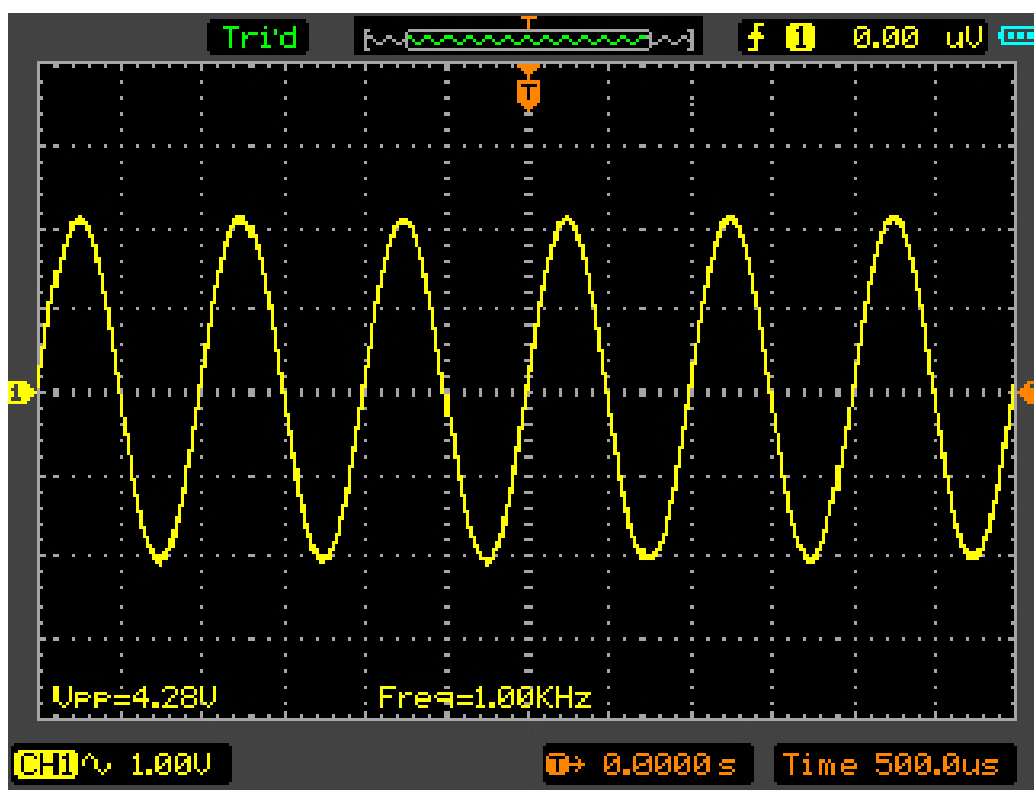 Tri'd T 1 0.00 uV
T
1
Vpp=4.28V Freq=1.00KHz
CH1 1.00V T 0.0000s Time 500.0us